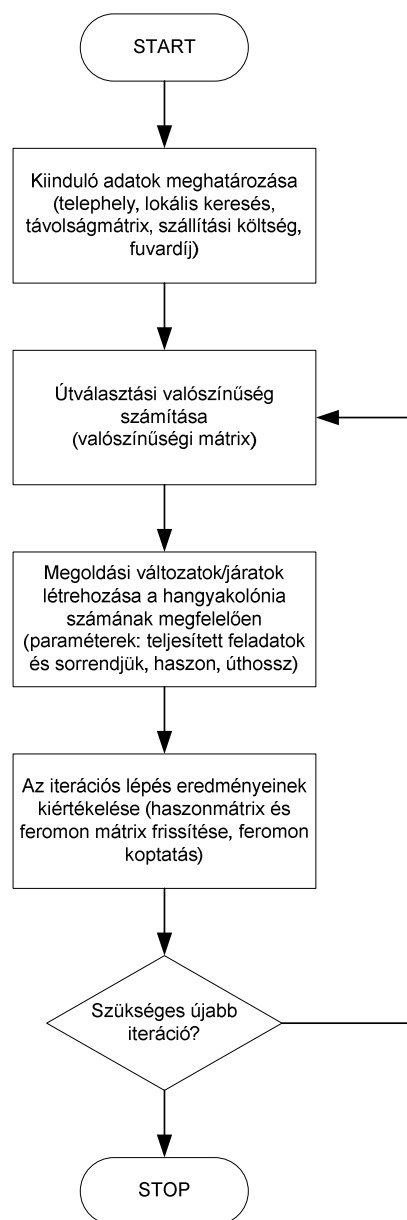 START
Kiinduló adatok meghatározása
(telephely, lokális keresés,
távolságmátrix, szállítási költség,
fuvardíj)
Útválasztási valószínűség
számítása
(valószínűségi mátrix)
Megoldási változatok/járatok
létrehozása a hangyakolónia
számának megfelelően
(paraméterek: teljesített feladatok
és sorrendjük, haszon, úthossz)
Az iterációs lépés eredményeinek
kiértékelése (haszonmátrix és
feromon mátrix frissítése, feromon
koptatás)
Szükséges újabb
iteráció?
STOP